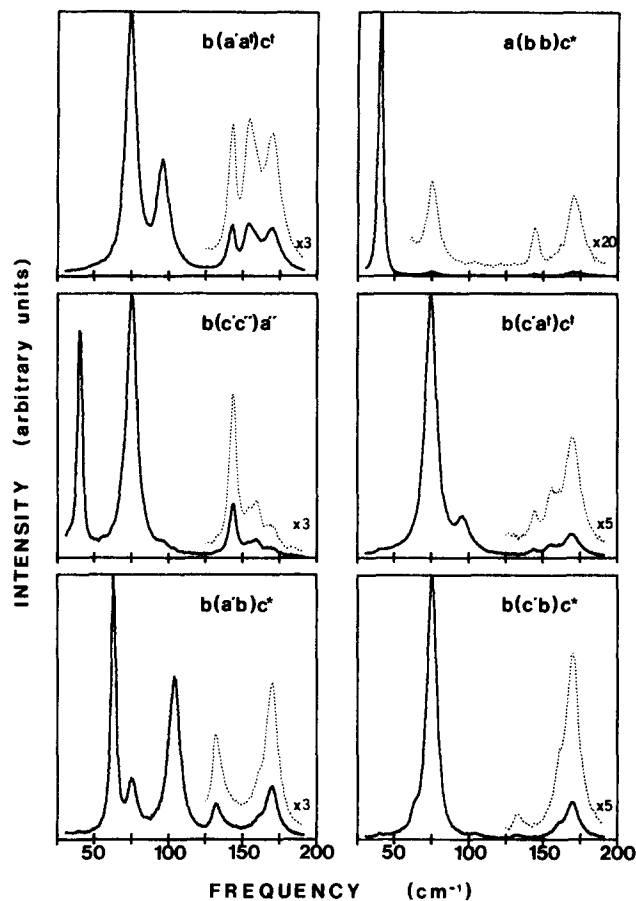 b(a′a†)c†
x3
a(bb)c*
x20
b(c′c″)a″
x3
b(c′a†)c†
x5
b(a′b)c*
x3
b(c′b)c*
x5
INTENSITY (arbitrary units)
50 100 150 200
50 100 150 200
FREQUENCY (cm⁻¹)